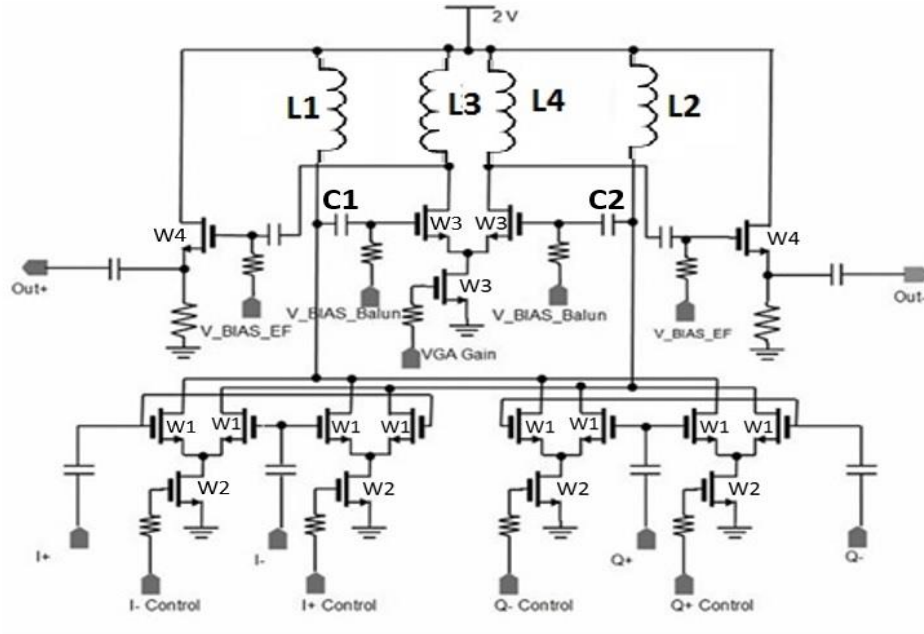 2 V
L1
L3
L4
L2
C1
C2
W4
W3
W3
W4
W3
Out+
Out-
V_BIAS_EF
V_BIAS_Balun
V_BIAS_Balun
V_BIAS_EF
VGA Gain
W1
W1
W1
W1
W1
W1
W1
W1
W2
W2
W2
W2
I+
I-
Q+
Q-
I- Control
I+ Control
Q- Control
Q+ Control